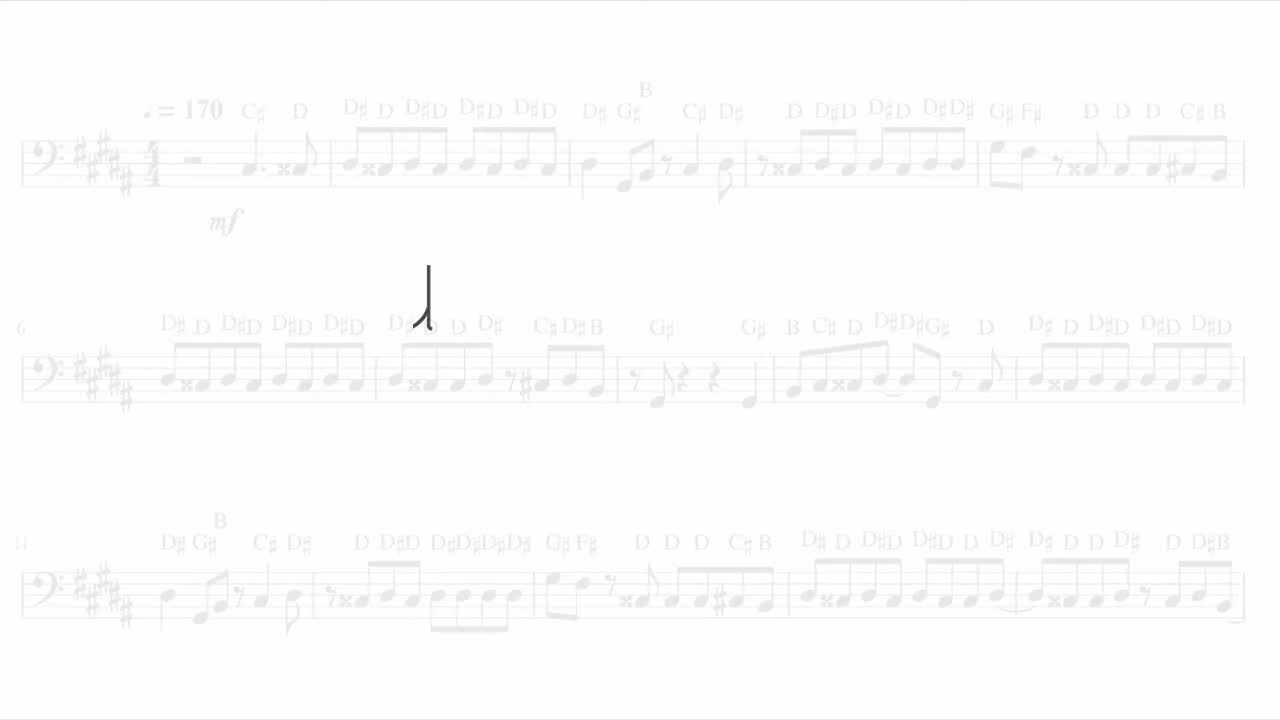 B
♩ = 170 C♯ D D♯ D D♯ D D♯ D D♯ D D♯ G♯ C♯ D♯ D D♯ D D♯ D D♯ D♯ G♯ F♯ D D D C♯ B
mf
6 D♯ D D♯ D D♯ D D♯ D D♯ D D♯ C♯ D♯ B G♯ G♯ B C♯ D D♯ D♯ G♯ D D♯ D D♯ D D♯ D D♯ D
B
11 D♯ G♯ C♯ D♯ D D♯ D D♯ D♯ D♯ D♯ G♯ F♯ D D D C♯ B D♯ D D♯ D D♯ D D D♯ D♯ D D D♯ D D♯ B